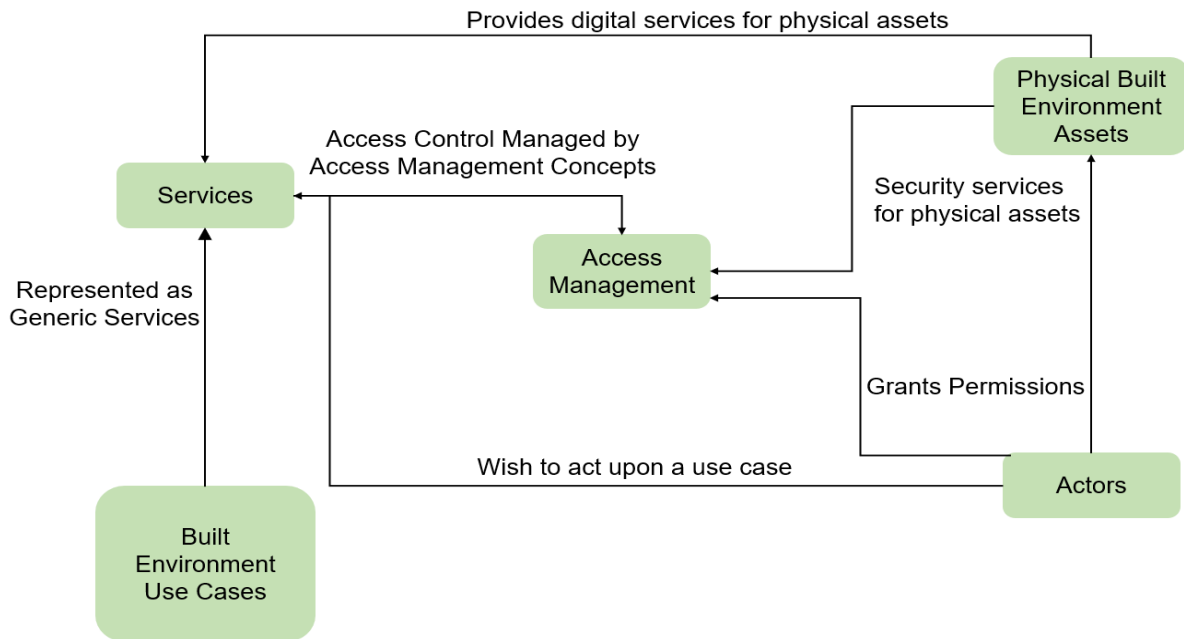 Provides digital services for physical assets
Physical Built
Environment
Assets
Access Control Managed by
Access Management Concepts
Services
Security services
for physical assets
Access
Management
Represented as
Generic Services
Grants Permissions
Wish to act upon a use case
Actors
Built
Environment
Use Cases